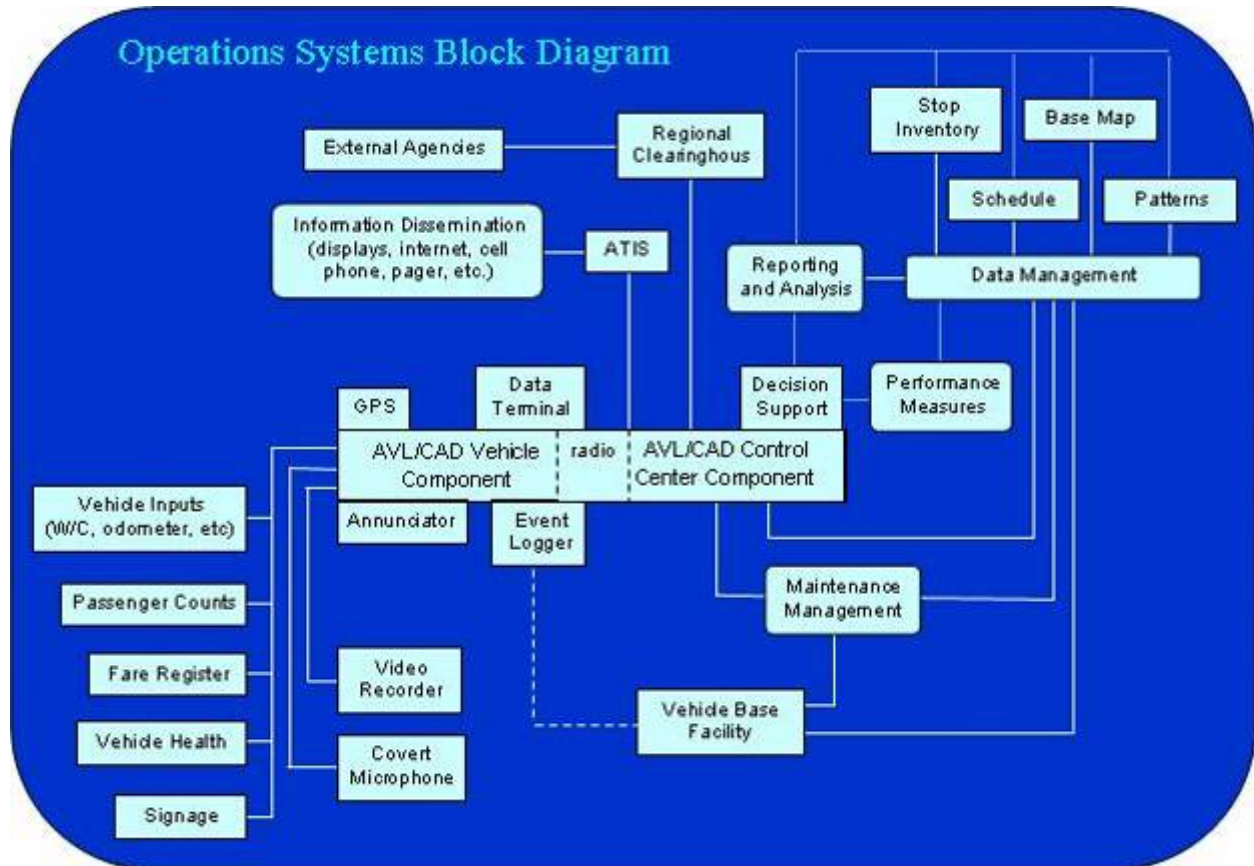 Operations Systems Block Diagram
Stop
Inventory
Base Map
External Agencies
Regional
Clearinghous
Schedule
Patterns
Information Dissemination
(displays, internet, cell
phone, pager, etc.)
ATIS
Reporting
and Analysis
Data Management
GPS
Data
Terminal
Decision
Support
Performance
Measures
AVL/CAD Vehicle
Component
radio
AVL/CAD Control
Center Component
Vehicle Inputs
(W/C, odometer, etc)
Annunciator
Event
Logger
Passenger Counts
Maintenance
Management
Fare Register
Video
Recorder
Vehicle Base
Facility
Vehicle Health
Covert
Microphone
Signage